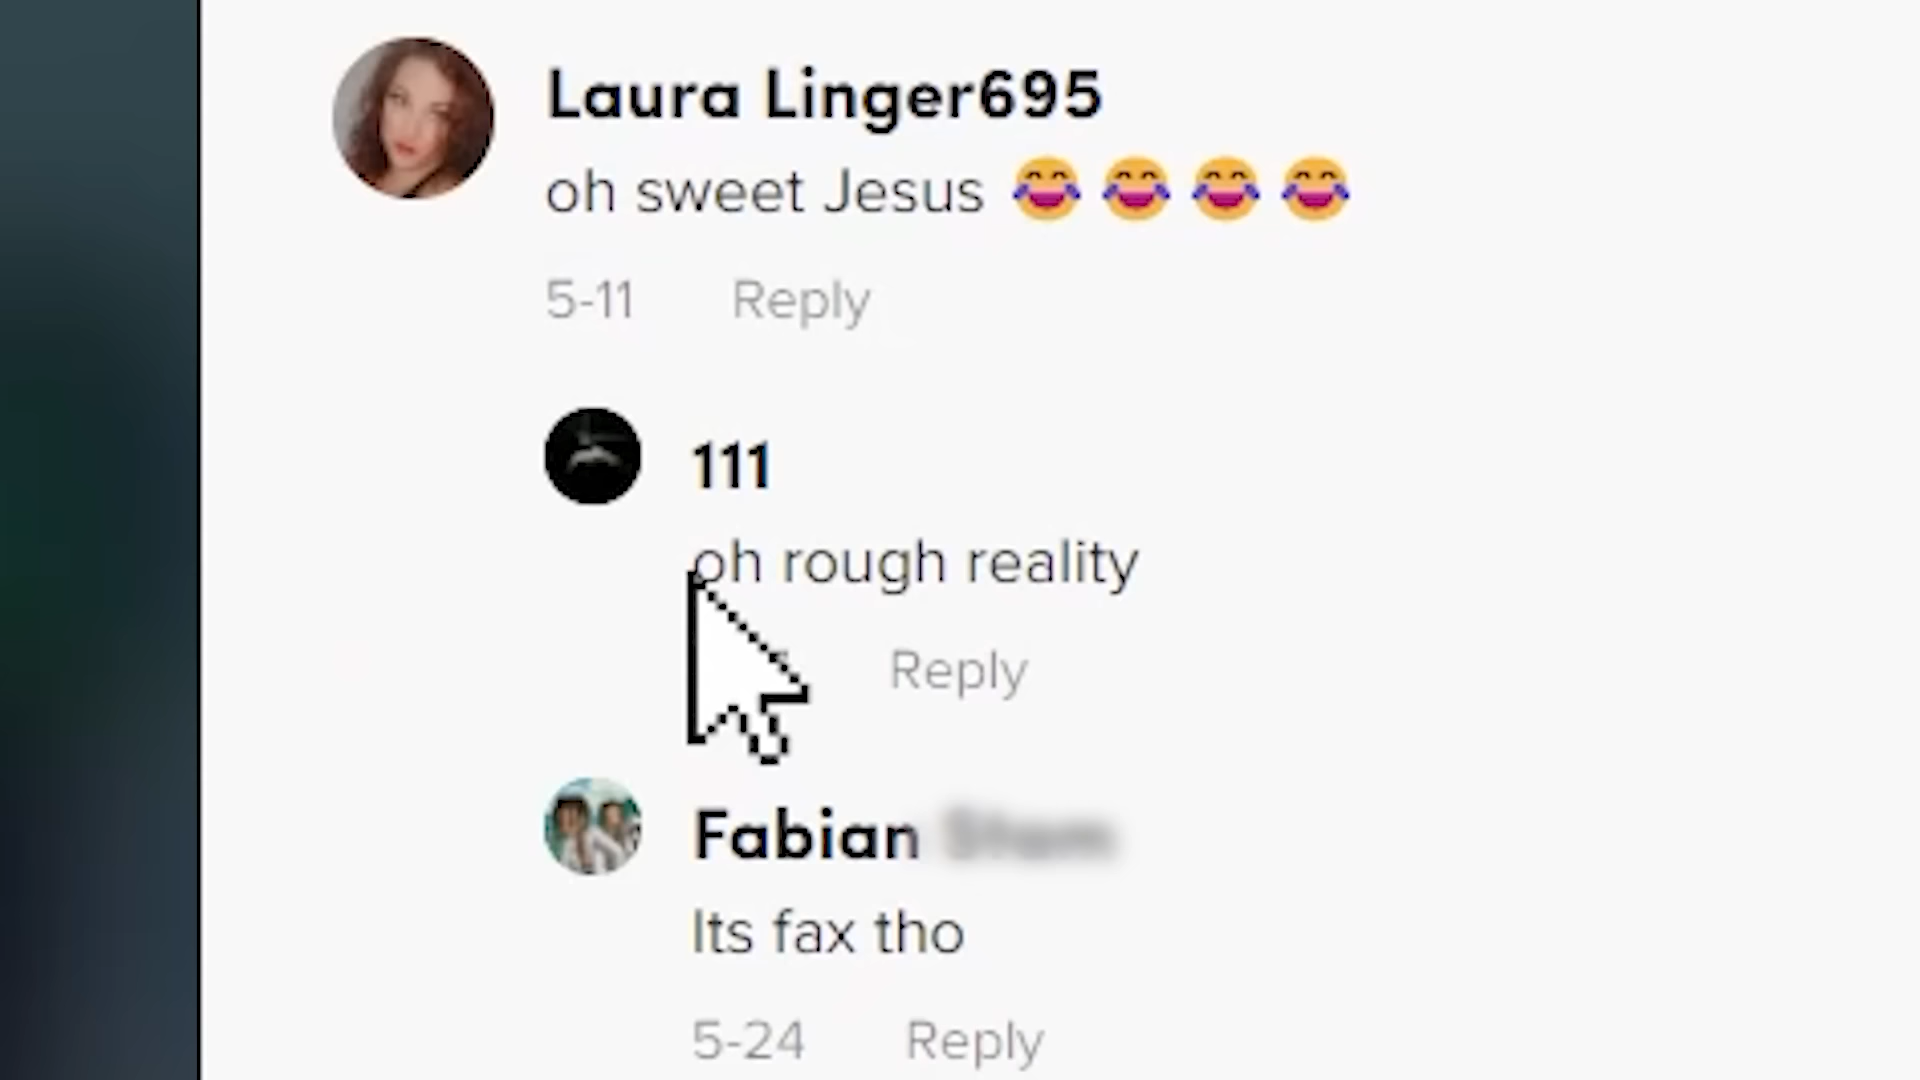 Laura Linger695
oh sweet Jesus 😂 😂 😂 😂
5-11 Reply
111
oh rough reality
Reply
Fabian
Its fax tho
5-24 Reply